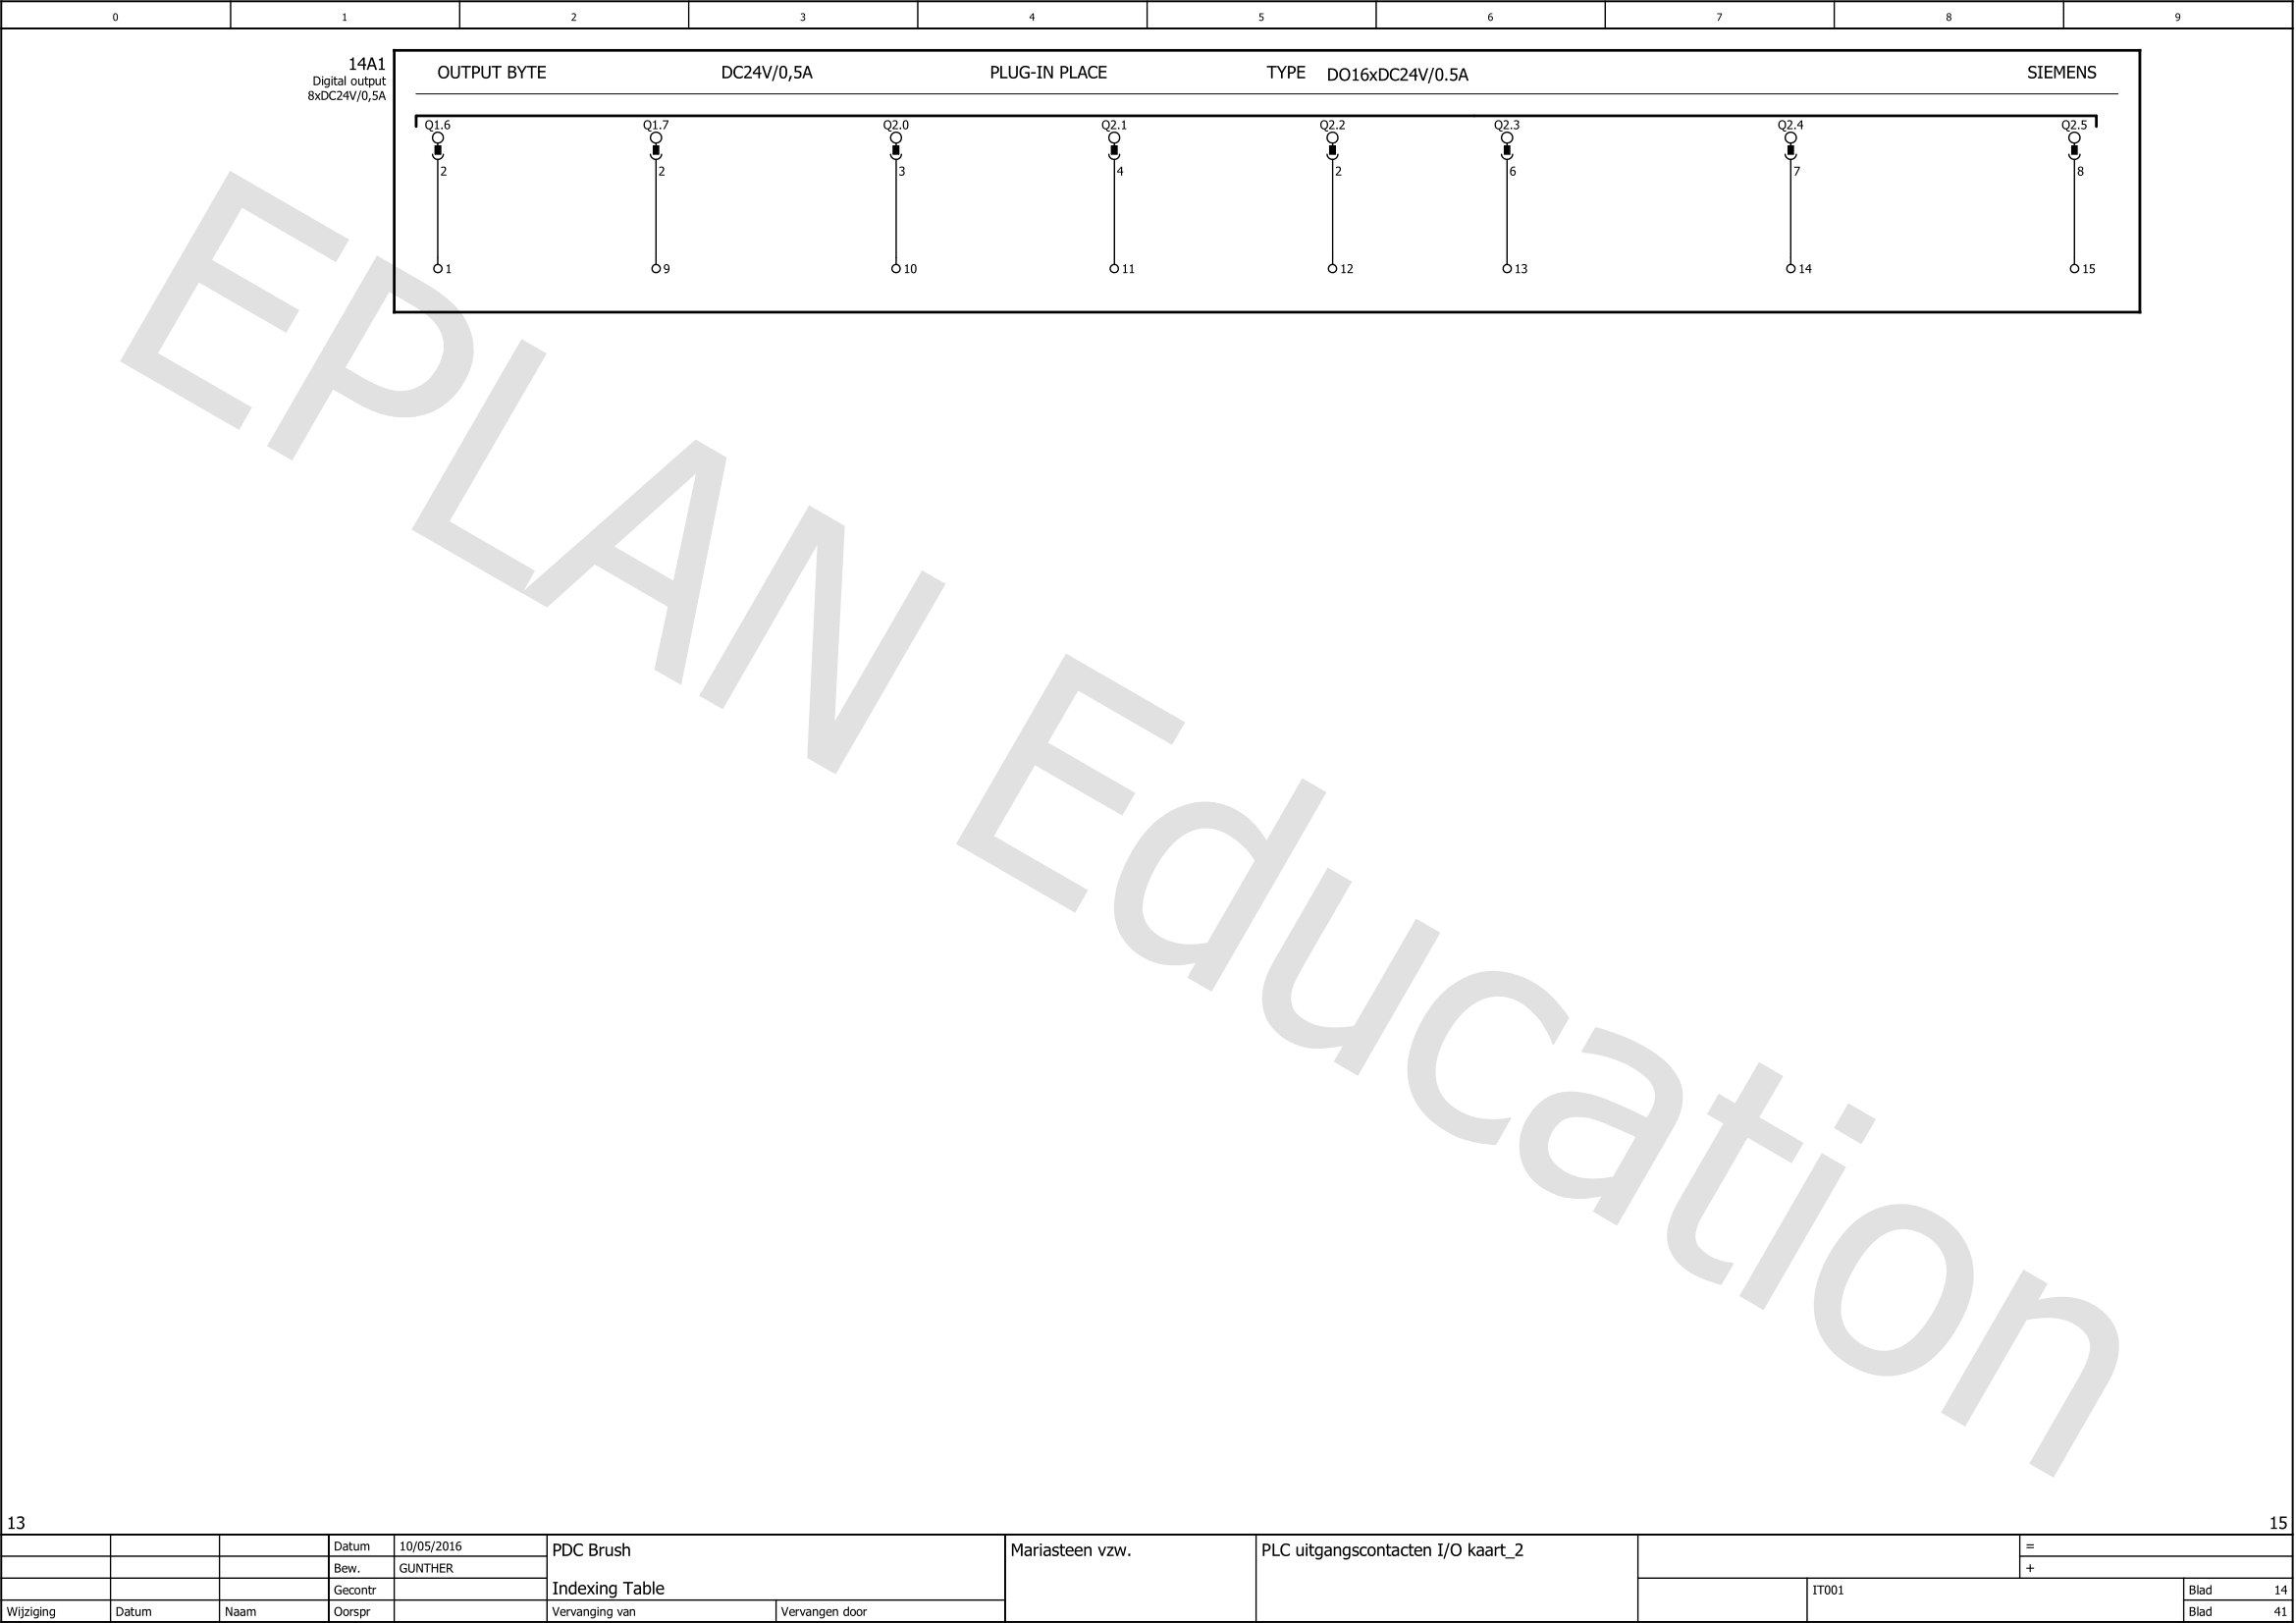 0 1 2 3 4 5 6 7 8 9
14A1
Digital output
8xDC24V/0,5A
OUTPUT BYTE DC24V/0,5A PLUG-IN PLACE TYPE DO16xDC24V/0.5A SIEMENS
Q1.6 Q1.7 Q2.0 Q2.1 Q2.2 Q2.3 Q2.4 Q2.5
2 2 3 4 2 6 7 8
1 9 10 11 12 13 14 15
EPLAN Education
13 15
Datum 10/05/2016 PDC Brush Mariasteen vzw. PLC uitgangscontacten I/O kaart_2 =
Bew. GUNTHER +
Gecontr Indexing Table IT001 Blad 14
Wijziging Datum Naam Oorspr Vervanging van Vervangen door Blad 41